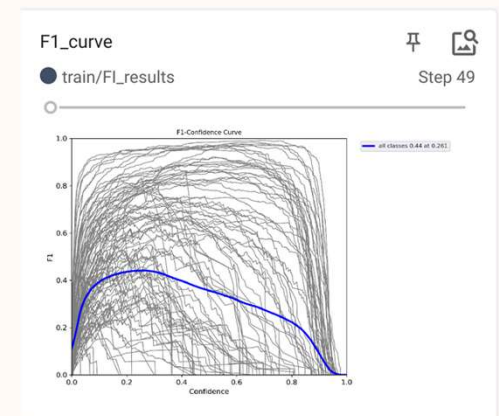 F1_curve
train/FI_results
Step 49
F1-Confidence Curve
all classes 0.44 at 0.261
1.0
0.8
0.6
0.4
0.2
0.0
F1
0.0 0.2 0.4 0.6 0.8 1.0
Confidence